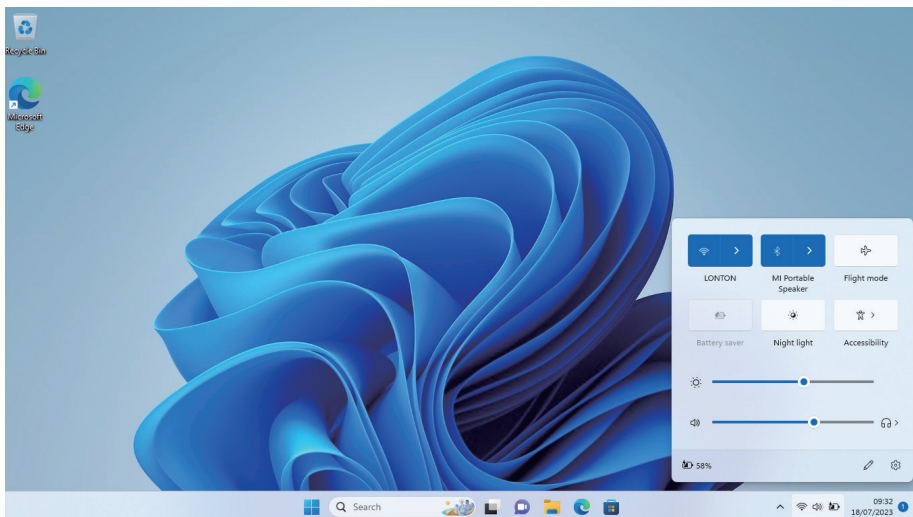 Recycle Bin
Microsoft
Edge
LONTON
MI Portable
Speaker
Flight mode
Battery saver
Night light
Accessibility
58%
Search
09:32
18/07/2023
1